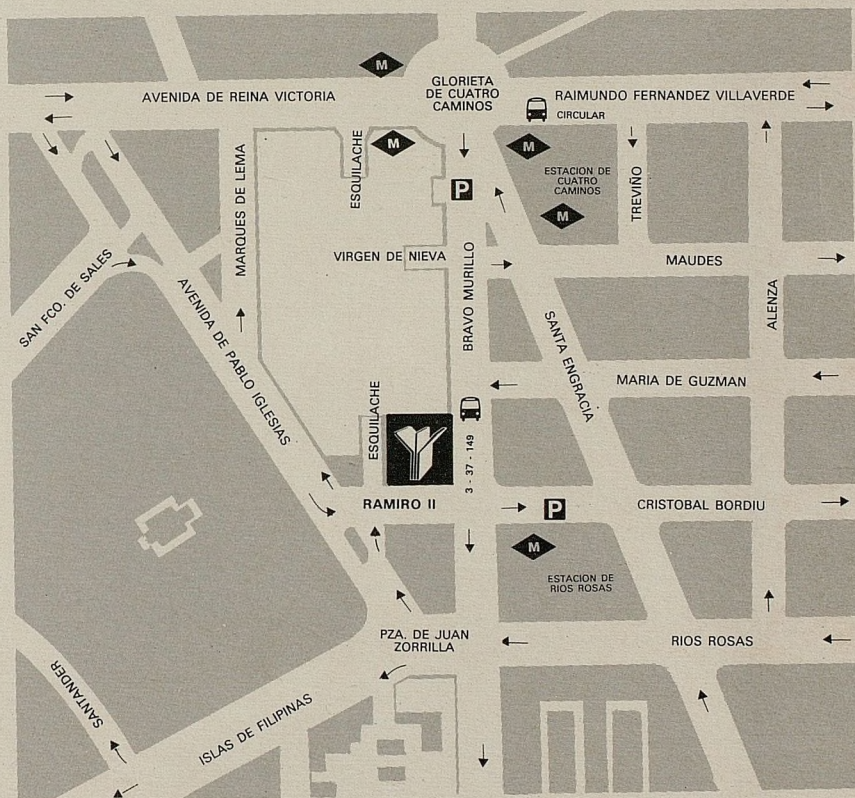 M
AVENIDA DE REINA VICTORIA
GLORIETA
DE CUATRO
CAMINOS
RAIMUNDO FERNANDEZ VILLAVERDE
CIRCULAR
M
M
ESQUILACHE
MARQUES DE LEMA
ESTACION DE
CUATRO
CAMINOS
M
TREVIÑO
P
VIRGEN DE NIEVA
BRAVO MURILLO
MAUDES
SAN FCO. DE SALES
AVENIDA DE PABLO IGLESIAS
SANTA ENGRACIA
ALENZA
MARIA DE GUZMAN
ESQUILACHE
3 - 37 - 149
RAMIRO II
P
CRISTOBAL BORDIU
M
ESTACION DE
RIOS ROSAS
PZA. DE JUAN
ZORRILLA
RIOS ROSAS
SANTANDER
ISLAS DE FILIPINAS